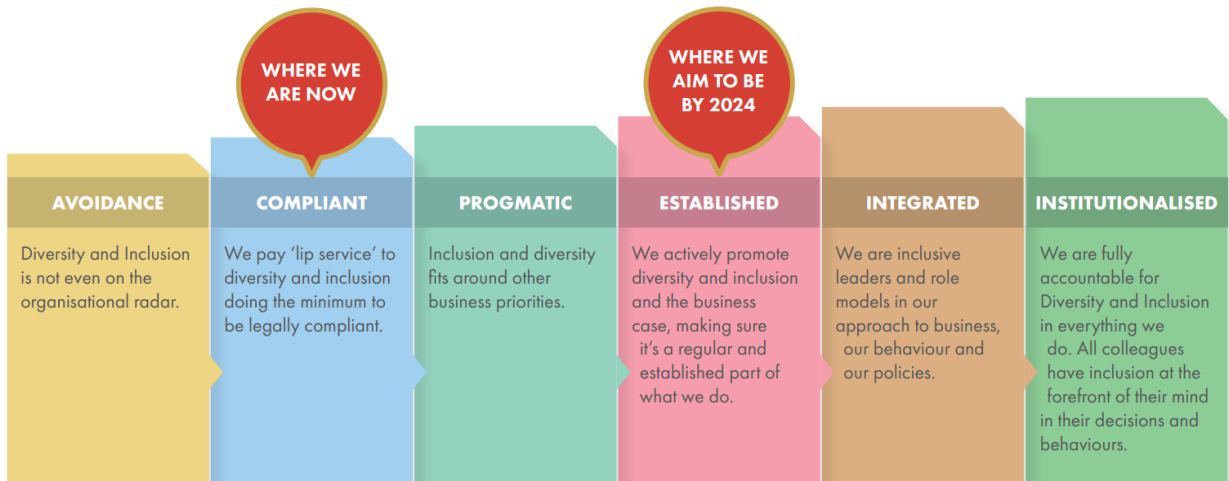 WHERE WE
ARE NOW
WHERE WE
AIM TO BE
BY 2024
AVOIDANCE
Diversity and Inclusion
is not even on the
organisational radar.
COMPLIANT
We pay ‘lip service’ to
diversity and inclusion
doing the minimum to
be legally compliant.
PROGMATIC
Inclusion and diversity
fits around other
business priorities.
ESTABLISHED
We actively promote
diversity and inclusion
and the business
case, making sure
it’s a regular and
established part of
what we do.
INTEGRATED
We are inclusive
leaders and role
models in our
approach to business,
our behaviour and
our policies.
INSTITUTIONALISED
We are fully
accountable for
Diversity and Inclusion
in everything we
do. All colleagues
have inclusion at the
forefront of their mind
in their decisions and
behaviours.